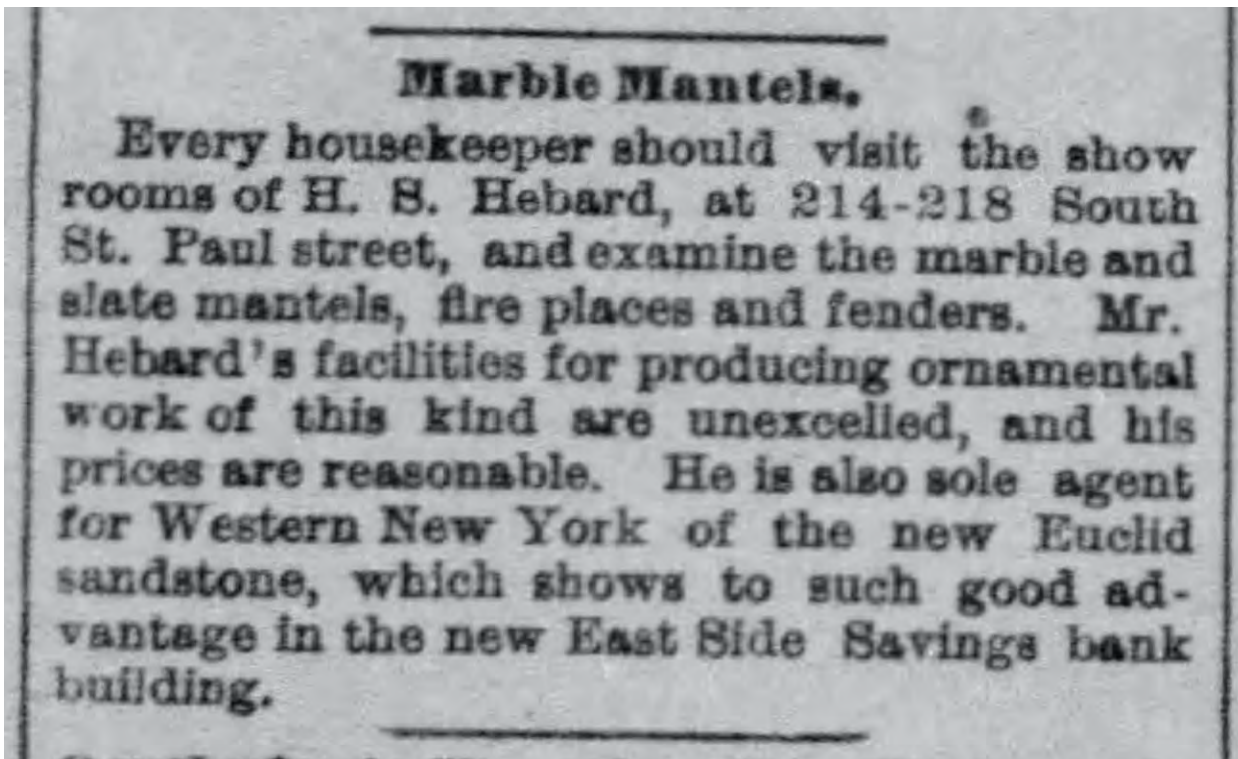 Marble Mantels.
Every housekeeper should visit the show
rooms of H. S. Hebard, at 214-218 South
St. Paul street, and examine the marble and
slate mantels, fire places and fenders. Mr.
Hebard's facilities for producing ornamental
work of this kind are unexcelled, and his
prices are reasonable. He is also sole agent
for Western New York of the new Euclid
sandstone, which shows to such good ad-
vantage in the new East Side Savings bank
building.